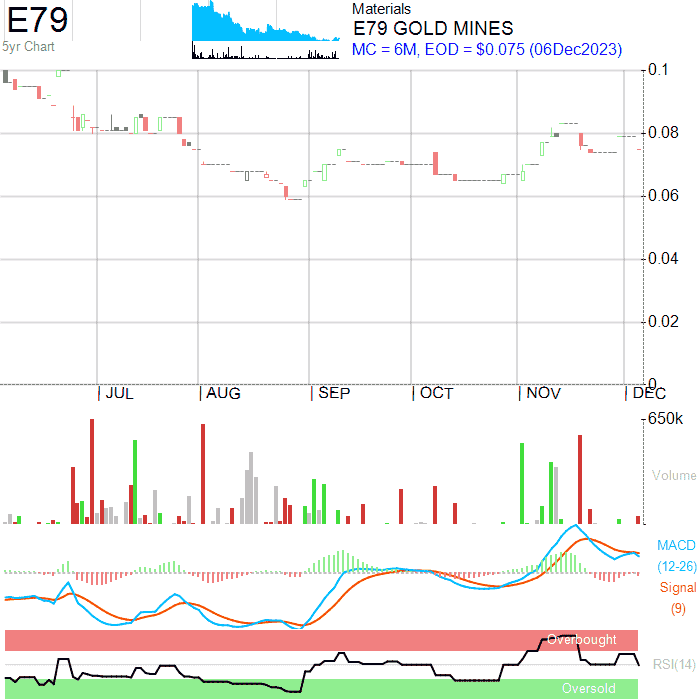 E79
5yr Chart
Materials
E79 GOLD MINES
MC = 6M, EOD = $0.075 (06Dec2023)
0.1
0.08
0.06
0.04
0.02
0
JUL
AUG
SEP
OCT
NOV
DEC
650k
Volume
MACD
(12-26)
Signal
(9)
Overbought
RSI(14)
Oversold